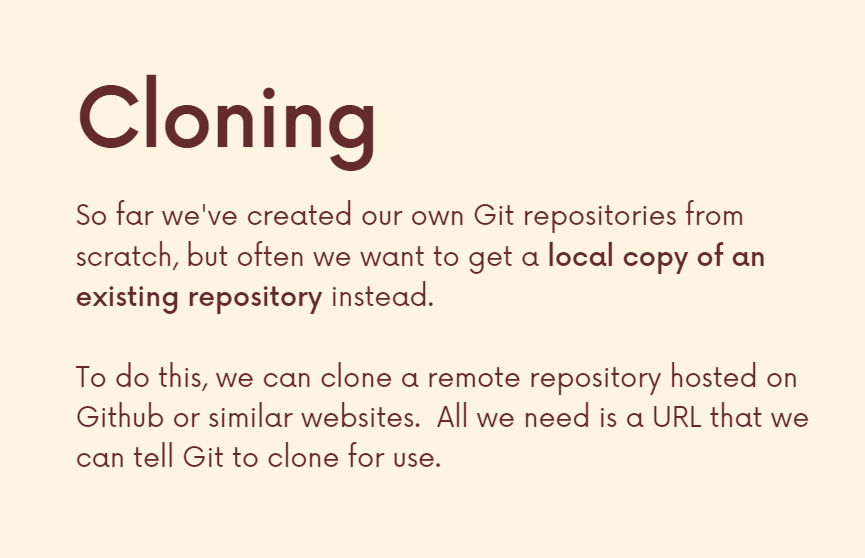 Cloning
So far we've created our own Git repositories from
scratch, but often we want to get a local copy of an
existing repository instead.
To do this, we can clone a remote repository hosted on
Github or similar websites.  All we need is a URL that we
can tell Git to clone for use.